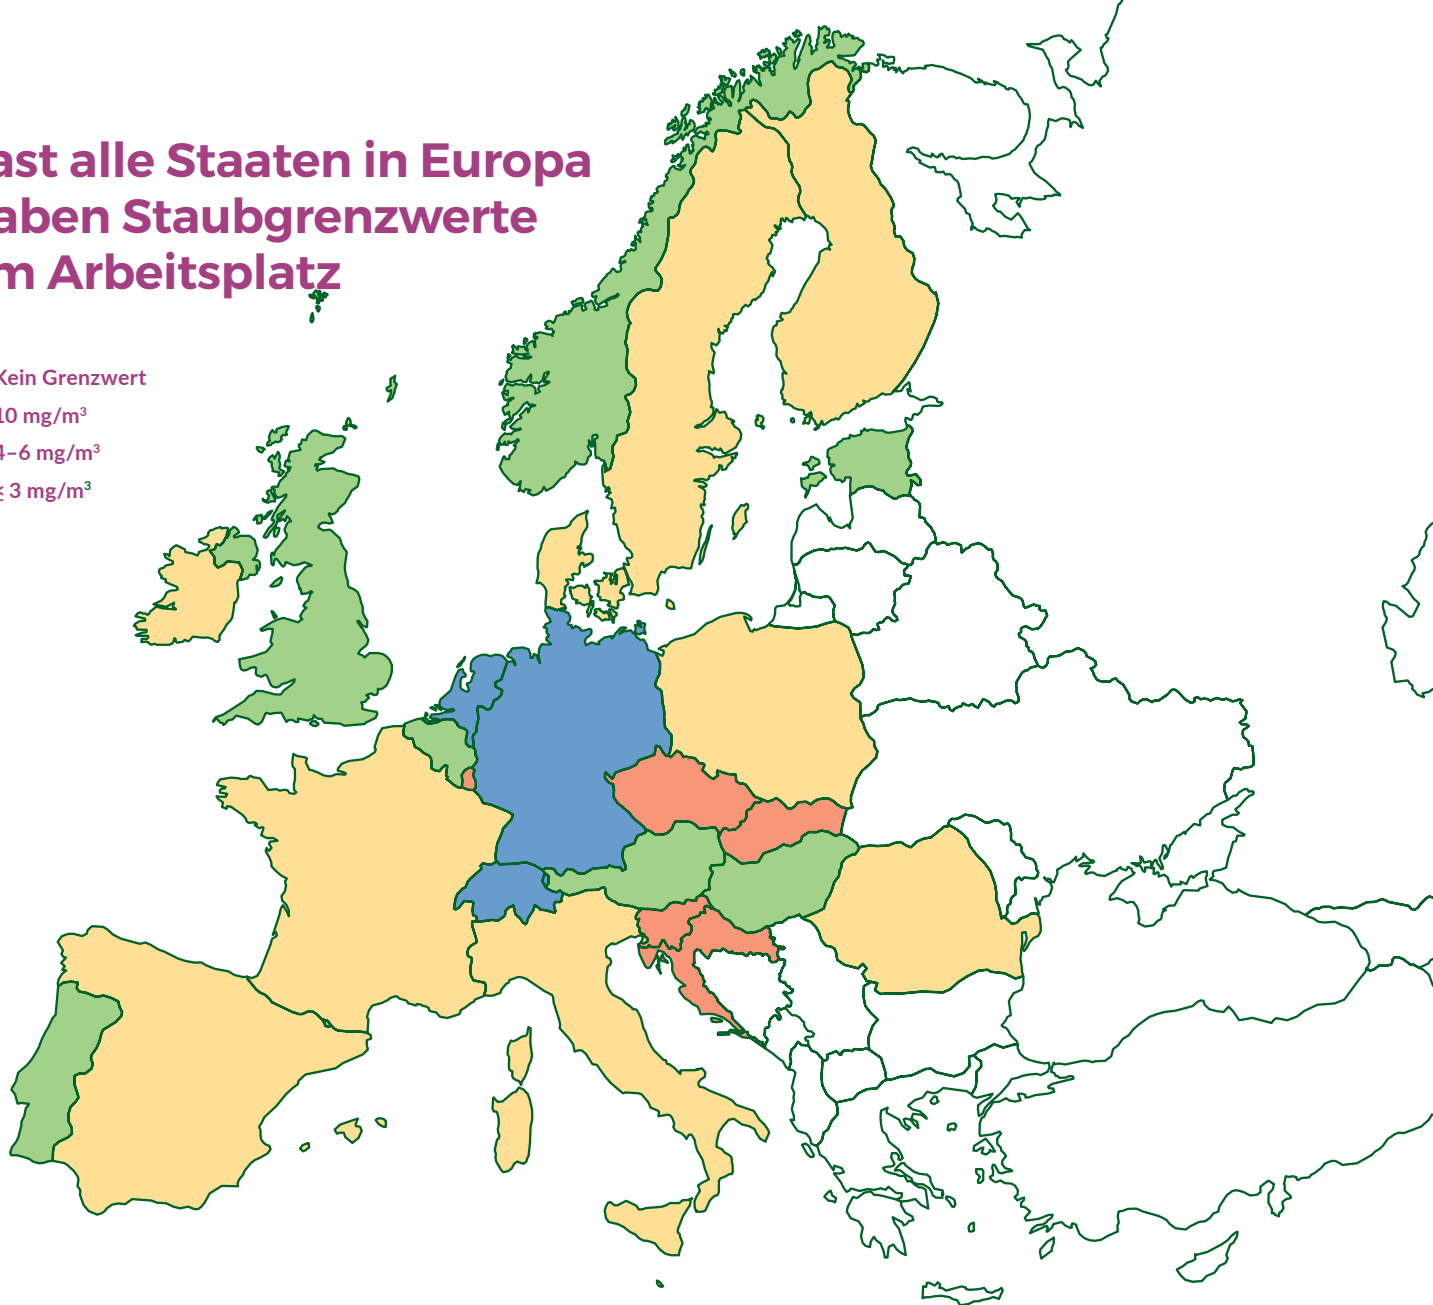 ast alle Staaten in Europa
aben Staubgrenzwerte
m Arbeitsplatz
Kein Grenzwert
10 mg/m³
4–6 mg/m³
≤ 3 mg/m³